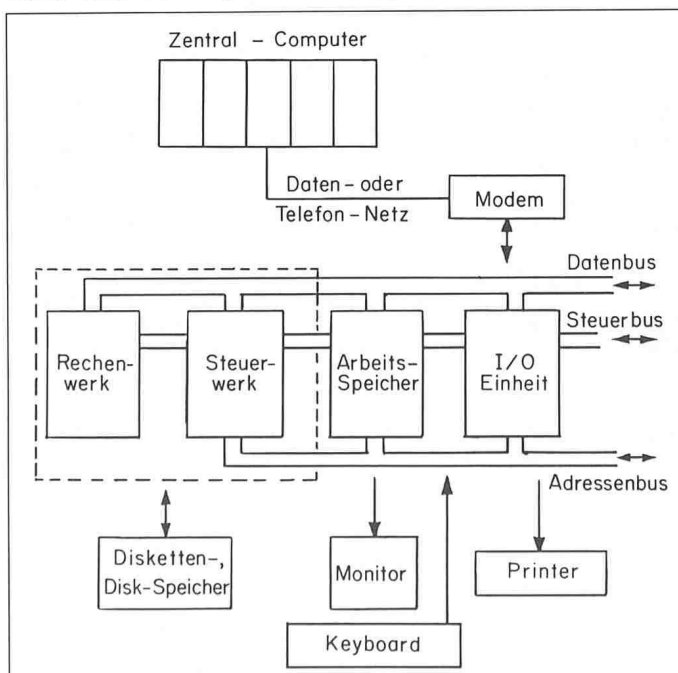 Zentral - Computer
Daten- oder
Telefon-Netz
Modem
Datenbus
Steuerbus
Rechen-
werk
Steuer-
werk
Arbeits-
Speicher
I/O
Einheit
Adressenbus
Disketten-,
Disk-Speicher
Monitor
Printer
Keyboard